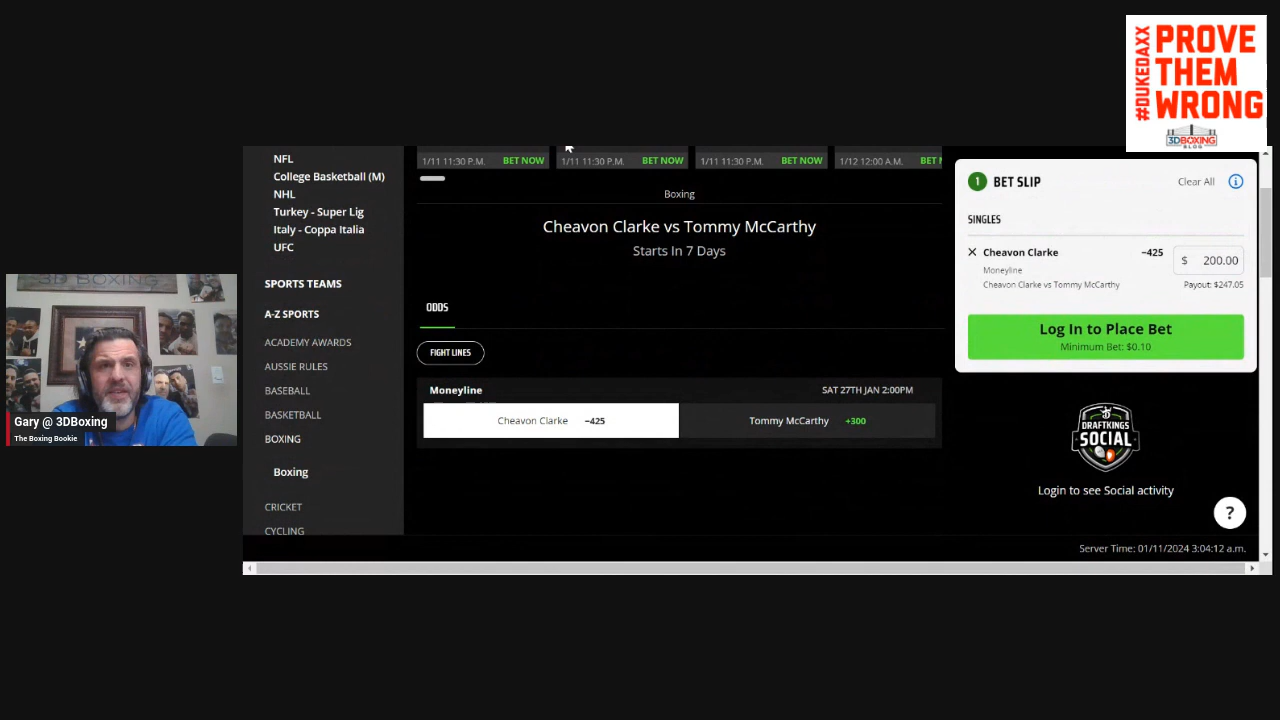 #DUKEDAXX
PROVE
THEM
WRONG
3DBOXING
BLOG
NFL
College Basketball (M)
NHL
Turkey - Super Lig
Italy - Coppa Italia
UFC
SPORTS TEAMS
A-Z SPORTS
ACADEMY AWARDS
AUSSIE RULES
BASEBALL
BASKETBALL
BOXING
Boxing
CRICKET
CYCLING
1/11 11:30 P.M. BET NOW
1/11 11:30 P.M. BET NOW
1/11 11:30 P.M. BET NOW
1/12 12:00 A.M. BET N
Boxing
Cheavon Clarke vs Tommy McCarthy
Starts In 7 Days
ODDS
FIGHT LINES
Moneyline SAT 27TH JAN 2:00PM
Cheavon Clarke −425 Tommy McCarthy +300
1 BET SLIP Clear All i
SINGLES
× Cheavon Clarke −425 $ 200.00
Moneyline
Cheavon Clarke vs Tommy McCarthy Payout: $247.05
Log In to Place Bet
Minimum Bet: $0.10
DRAFTKINGS
SOCIAL
Login to see Social activity
?
Server Time: 01/11/2024 3:04:12 a.m.
3D BOXING
Gary @ 3DBoxing
The Boxing Bookie